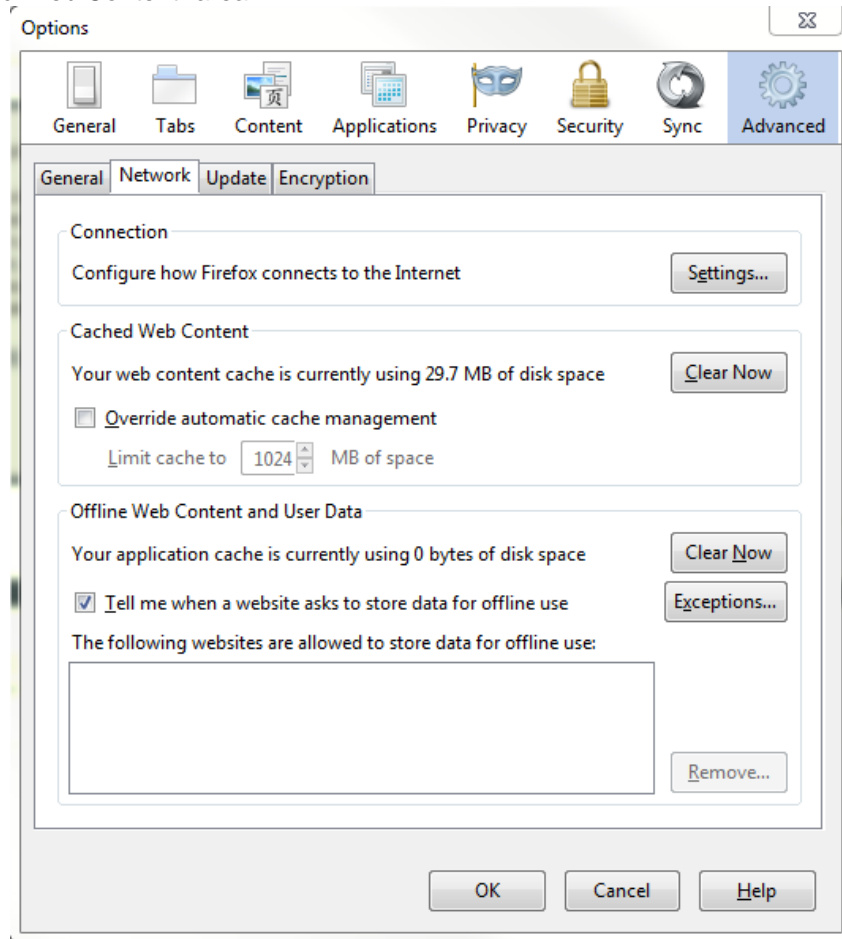 Options
General Tabs Content Applications Privacy Security Sync Advanced
页
General Network Update Encryption
Connection
Configure how Firefox connects to the Internet Settings...
Cached Web Content
Your web content cache is currently using 29.7 MB of disk space Clear Now
Override automatic cache management
Limit cache to 1024 MB of space
Offline Web Content and User Data
Your application cache is currently using 0 bytes of disk space Clear Now
Tell me when a website asks to store data for offline use Exceptions...
The following websites are allowed to store data for offline use:
Remove...
OK Cancel Help